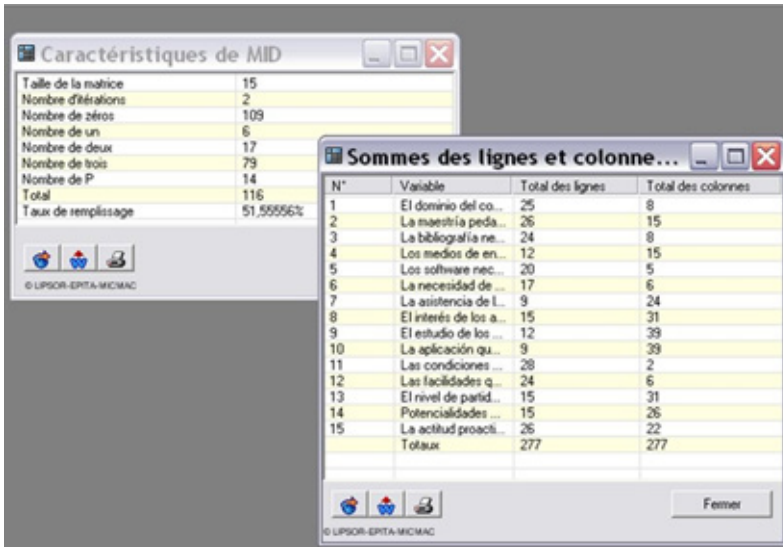 Caractéristiques de MID
Taille de la matrice 15
Nombre d'itérations 2
Nombre de zéros 109
Nombre de un 6
Nombre de deux 17
Nombre de trois 79
Nombre de P 14
Total 116
Taux de remplissage 51,55556%
© LIPSOR-EPITA-MICMAC
Sommes des lignes et colonne...
N° Variable Total des lignes Total des colonnes
1 El dominio del co... 25 8
2 La maestría peda... 26 15
3 La bibliografía ne... 24 8
4 Los medios de en... 12 15
5 Los software nec... 20 5
6 La necesidad de ... 17 6
7 La asistencia de l... 9 24
8 El interés de los a... 15 31
9 El estudio de los ... 12 39
10 La aplicación qu... 9 39
11 Las condiciones ... 28 2
12 Las facilidades q... 24 6
13 El nivel de partid... 15 31
14 Potencialidades ... 15 26
15 La actitud proacti... 26 22
Totaux 277 277
Fermer
© LIPSOR-EPITA-MICMAC